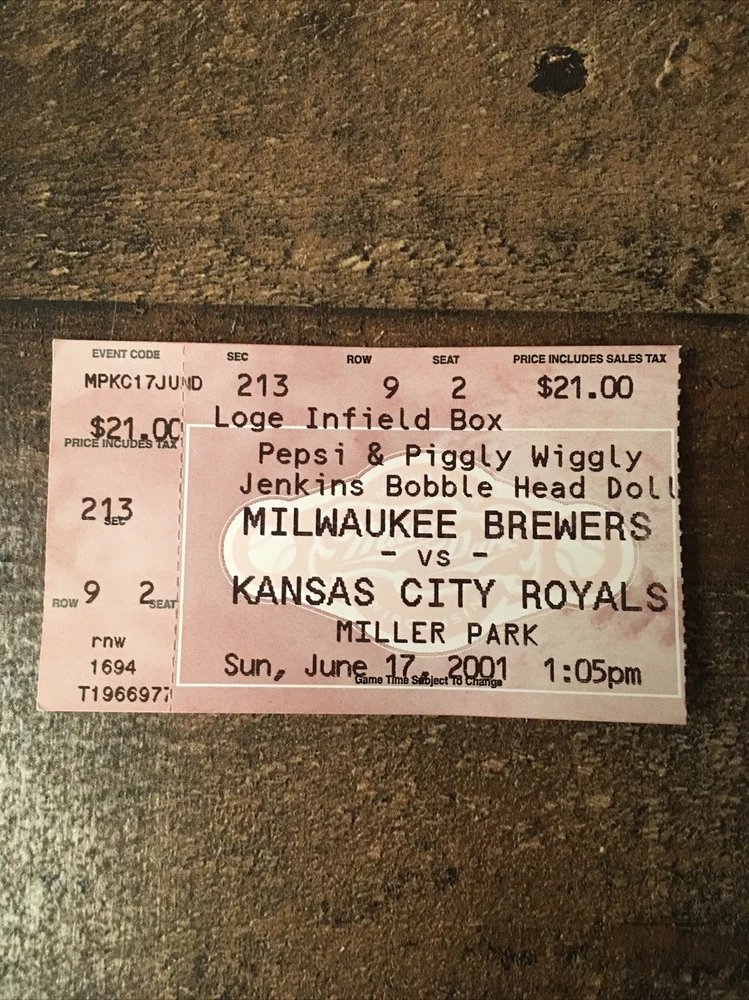 EVENT CODE
MPKC17JUND
$21.00
PRICE INCUDES TAX
213
SEC
ROW 9 2 SEAT
rnw
1694
T1966977
SEC ROW SEAT PRICE INCLUDES SALES TAX
213 9 2 $21.00
Loge Infield Box
Pepsi & Piggly Wiggly
Jenkins Bobble Head Doll
MILWAUKEE BREWERS
- vs -
KANSAS CITY ROYALS
MILLER PARK
Sun, June 17, 2001 1:05pm
Game Time Subject To Change